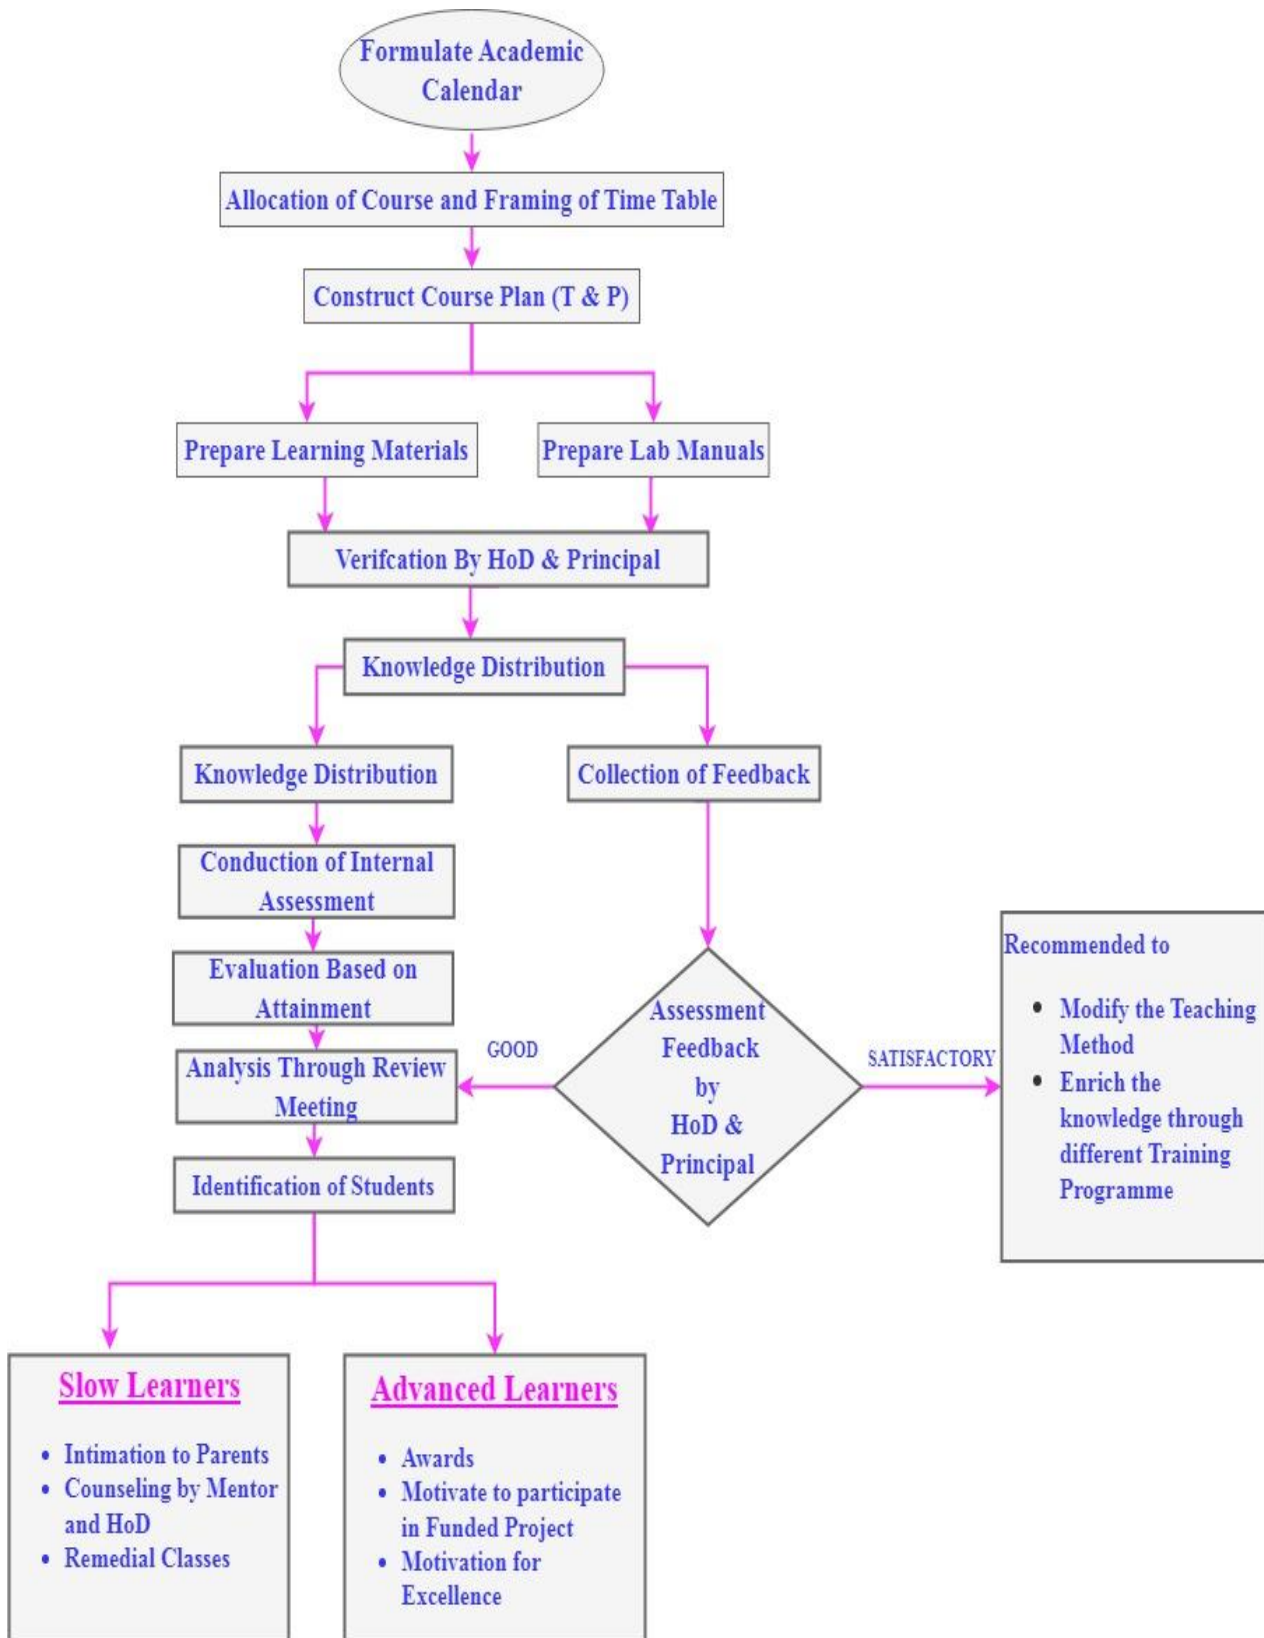 Formulate Academic
Calendar
Allocation of Course and Framing of Time Table
Construct Course Plan (T & P)
Prepare Learning Materials
Prepare Lab Manuals
Verifcation By HoD & Principal
Knowledge Distribution
Knowledge Distribution
Collection of Feedback
Conduction of Internal
Assessment
Evaluation Based on
Attainment
Analysis Through Review
Meeting
Identification of Students
GOOD
Assessment
Feedback
by
HoD &
Principal
SATISFACTORY
Recommended to
• Modify the Teaching
Method
• Enrich the
knowledge through
different Training
Programme
Slow Learners
• Intimation to Parents
• Counseling by Mentor
and HoD
• Remedial Classes
Advanced Learners
• Awards
• Motivate to participate
in Funded Project
• Motivation for
Excellence